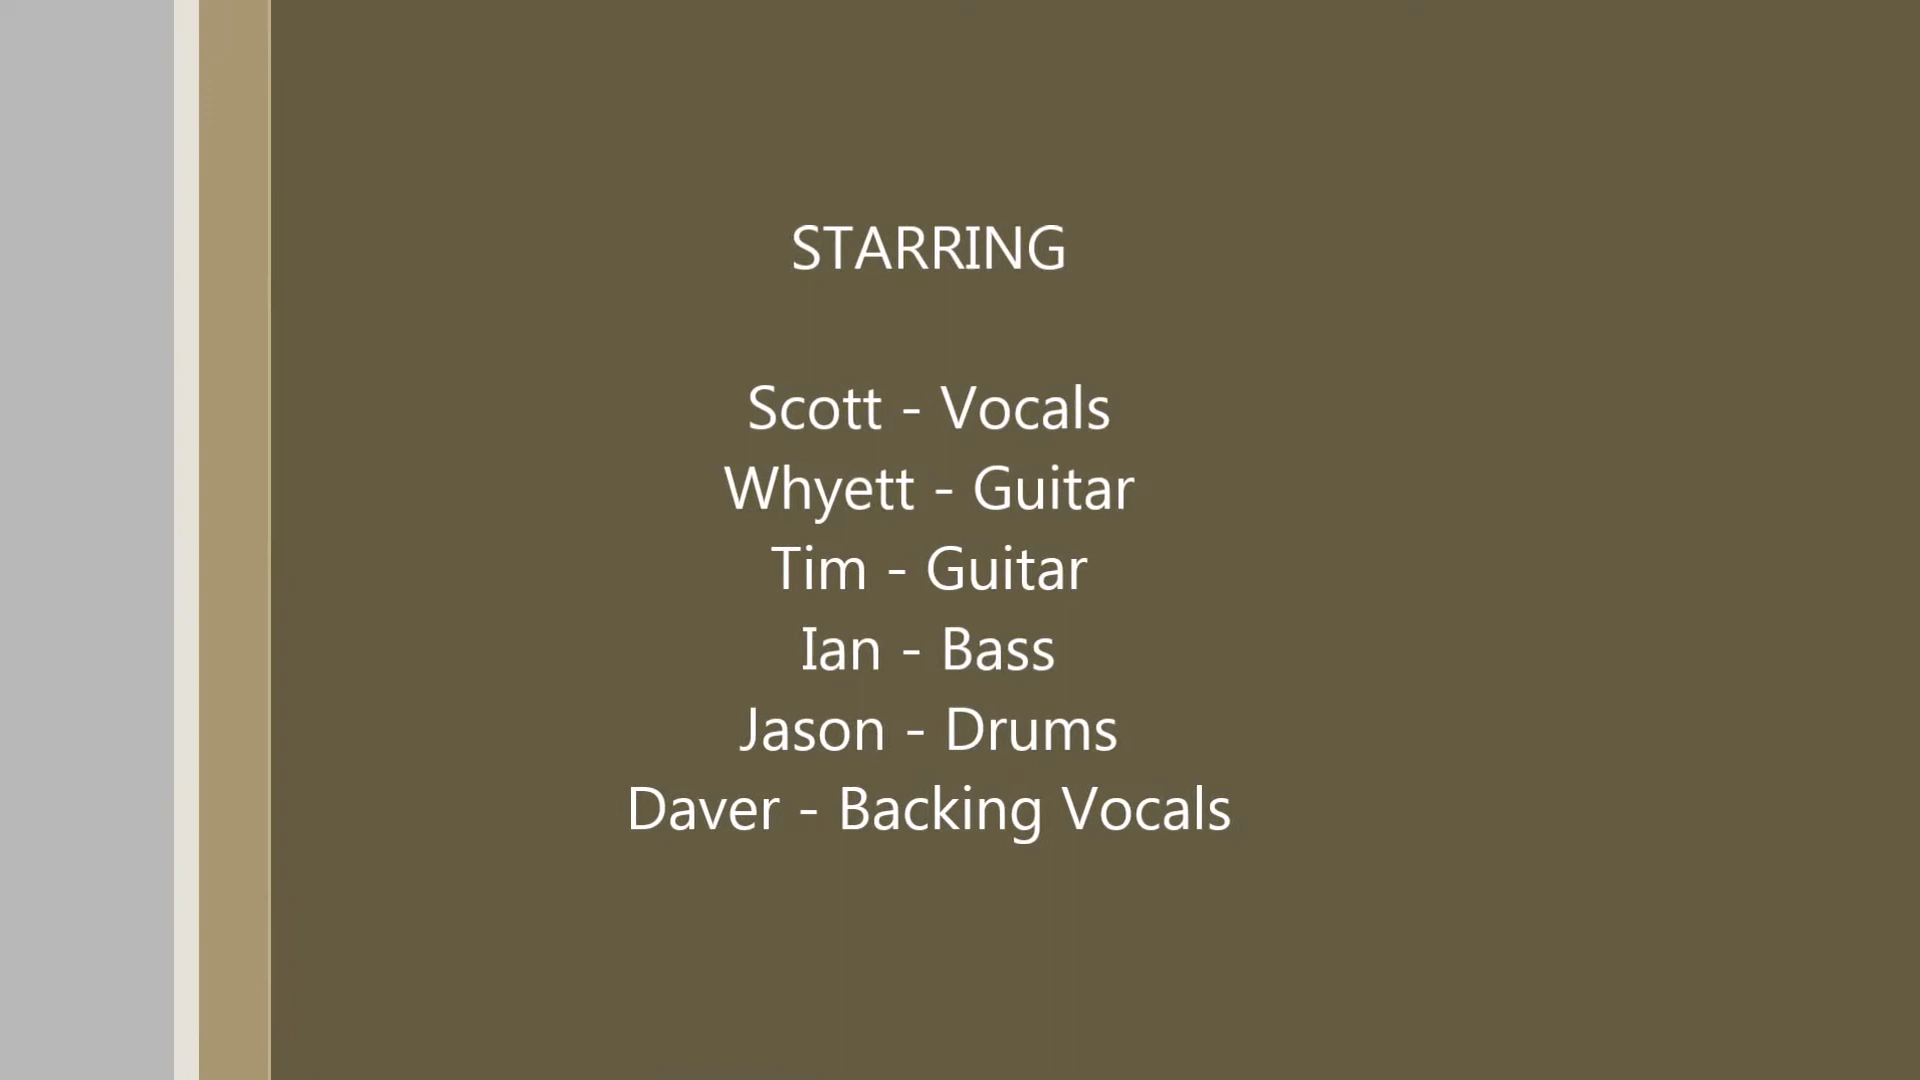 STARRING
Scott - Vocals
Whyett - Guitar
Tim - Guitar
Ian - Bass
Jason - Drums
Daver - Backing Vocals